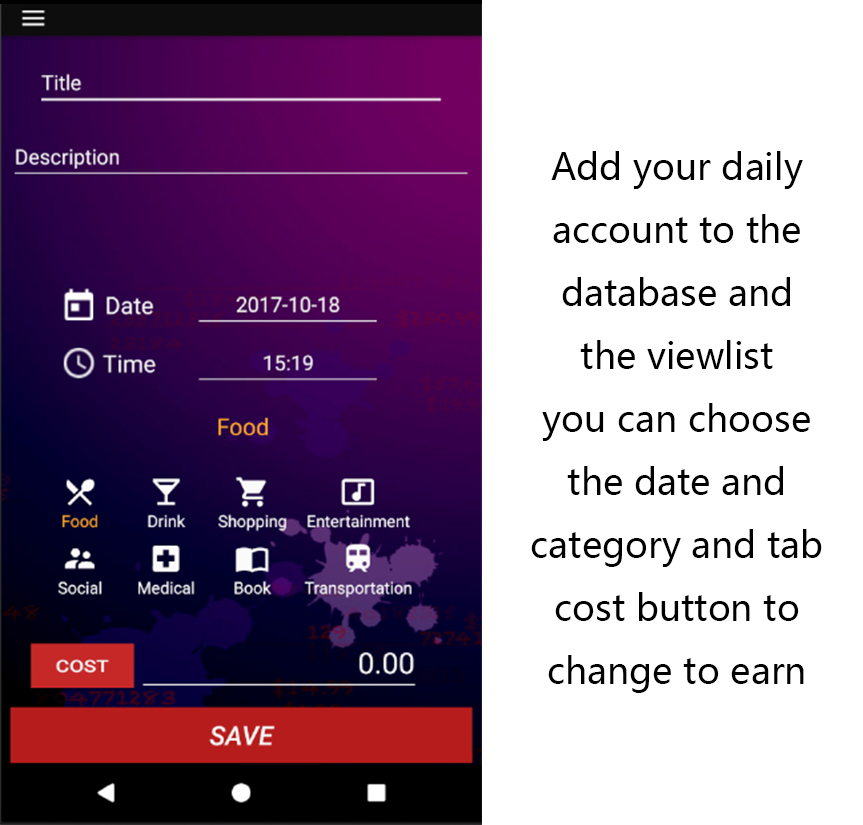 Title
Description
Date 2017-10-18
Time 15:19
Food
Food Drink Shopping Entertainment
Social Medical Book Transportation
COST 0.00
14771283
SAVE
Add your daily
account to the
database and
the viewlist
you can choose
the date and
category and tab
cost button to
change to earn